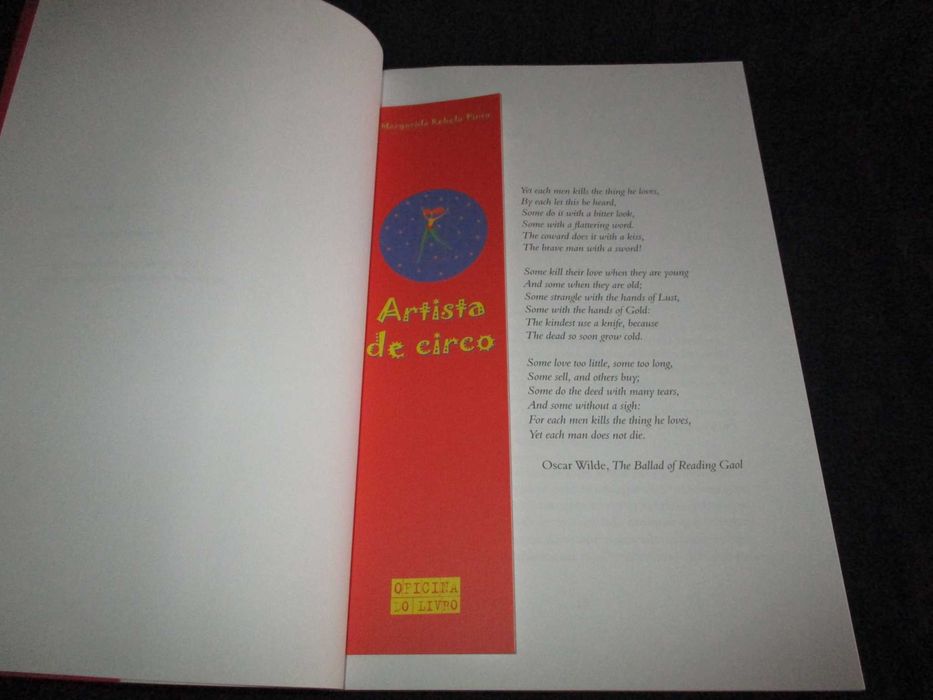 Margarida Rebelo Pinto
Artista
de circo
OFICINA
DO LIVRO
Yet each men kills the thing he loves,
By each let this be heard,
Some do it with a bitter look,
Some with a flattering word.
The coward does it with a kiss,
The brave man with a sword!
Some kill their love when they are young
And some when they are old;
Some strangle with the hands of Lust,
Some with the hands of Gold:
The kindest use a knife, because
The dead so soon grow cold.
Some love too little, some too long,
Some sell, and others buy;
Some do the deed with many tears,
And some without a sigh:
For each men kills the thing he loves,
Yet each man does not die.
Oscar Wilde, The Ballad of Reading Gaol